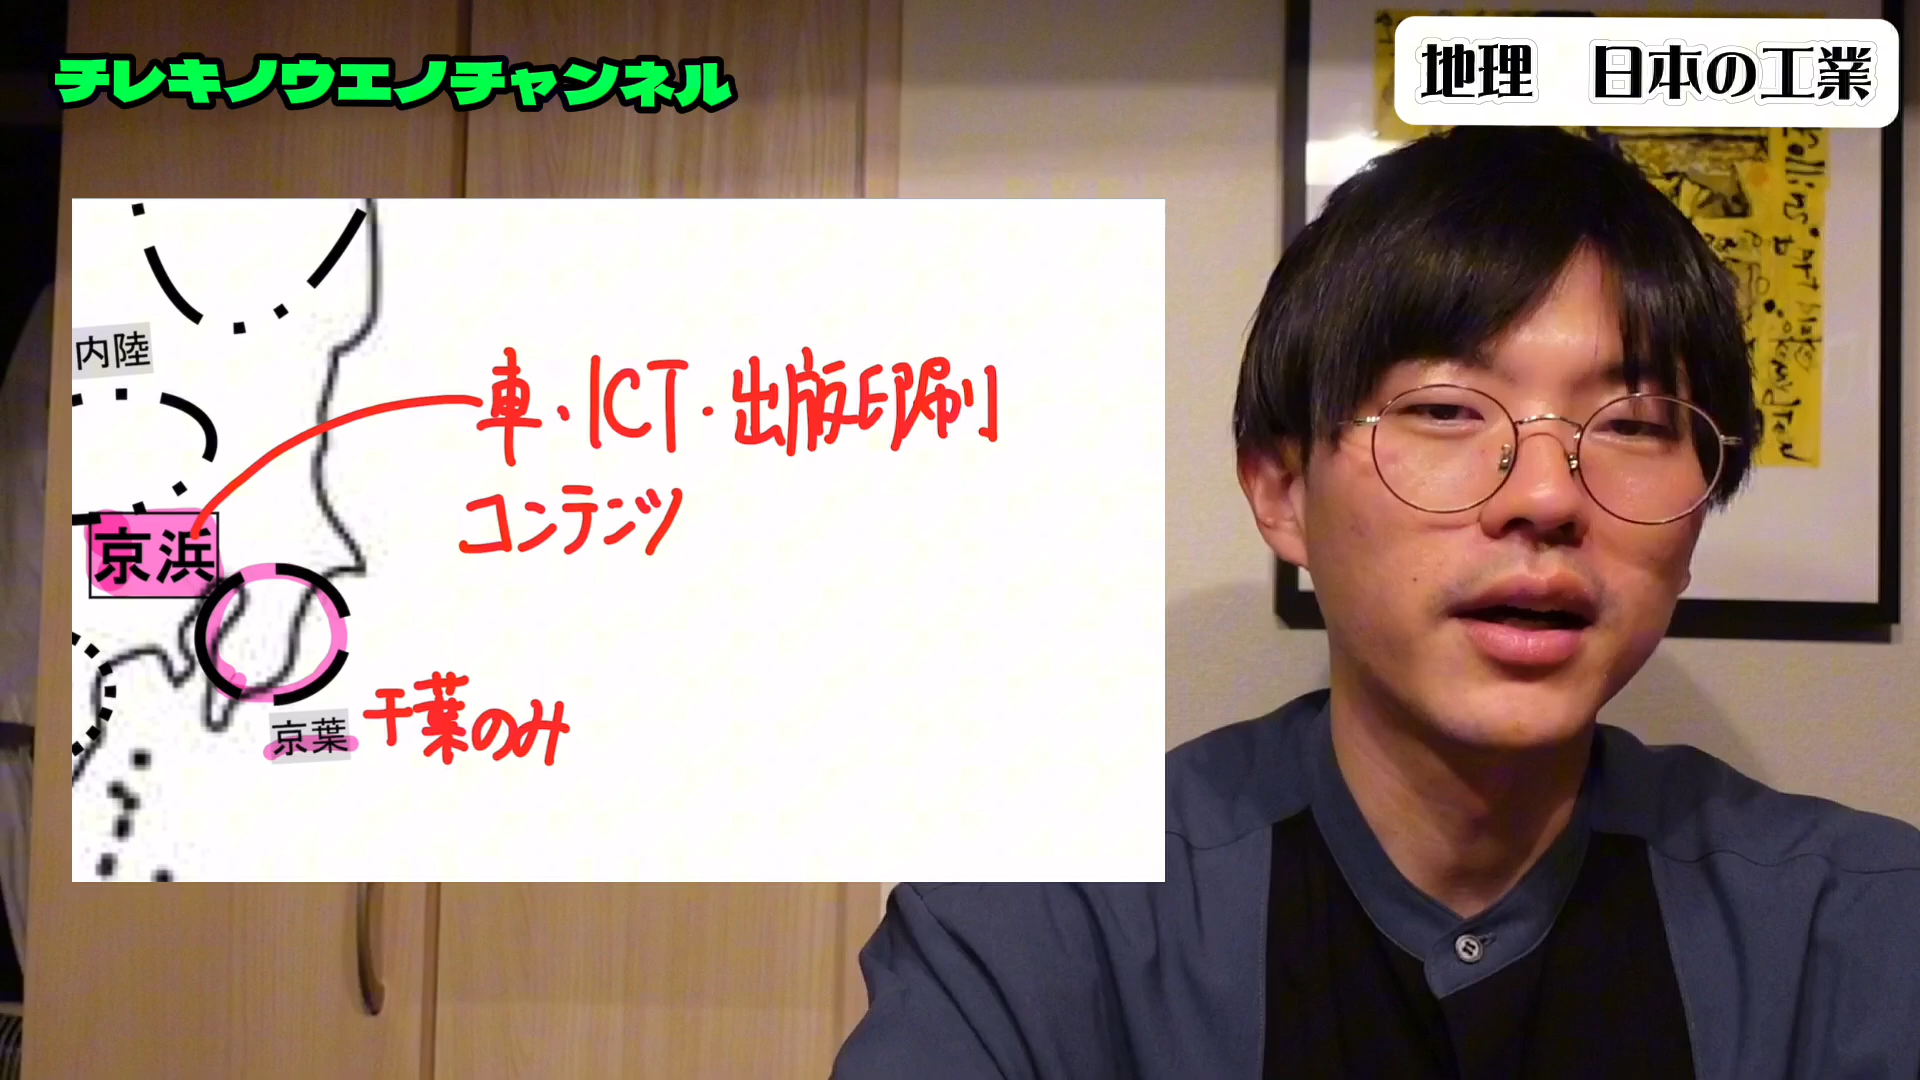 チレキノウエノチャンネル
地理　日本の工業
内陸
車・ICT・出版印刷
コンテンツ
京浜
京葉
千葉のみ